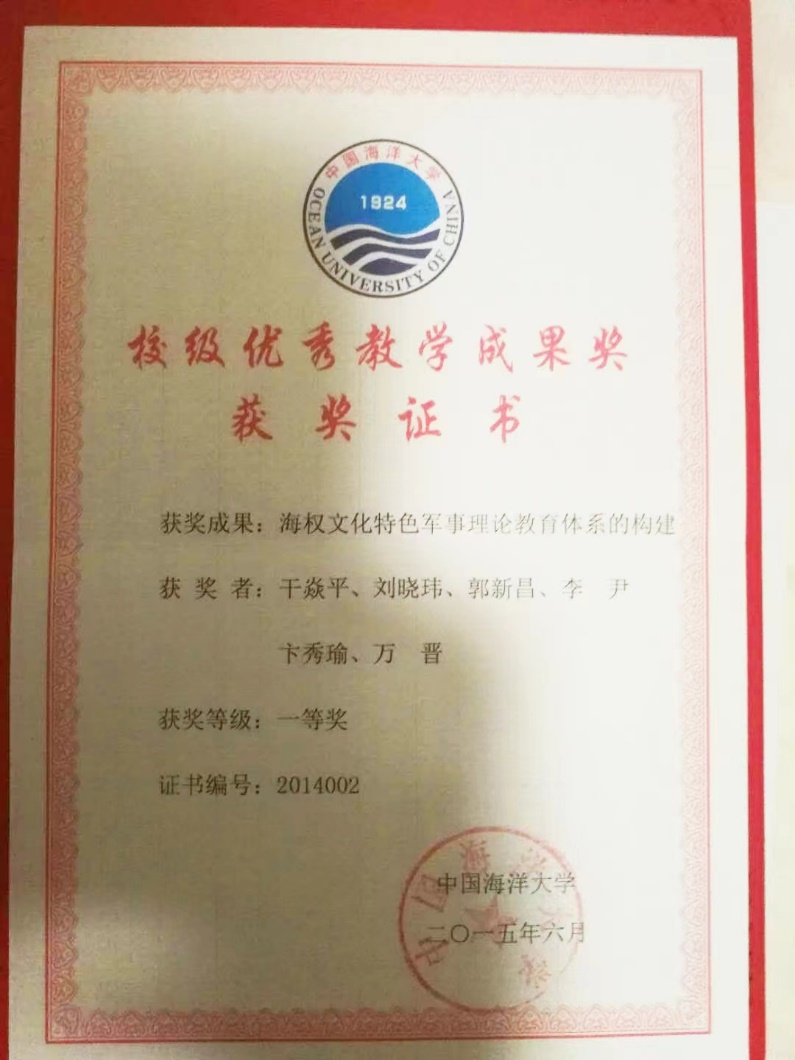 中国海洋大学
1924
OCEAN UNIVERSITY OF CHINA
校级优秀教学成果奖
获奖证书
获奖成果：海权文化特色军事理论教育体系的构建
获奖者：干焱平、刘晓玮、郭新昌、李　尹
卞秀瑜、万　晋
获奖等级：一等奖
证书编号：2014002
中国海洋大学
二〇一五年六月